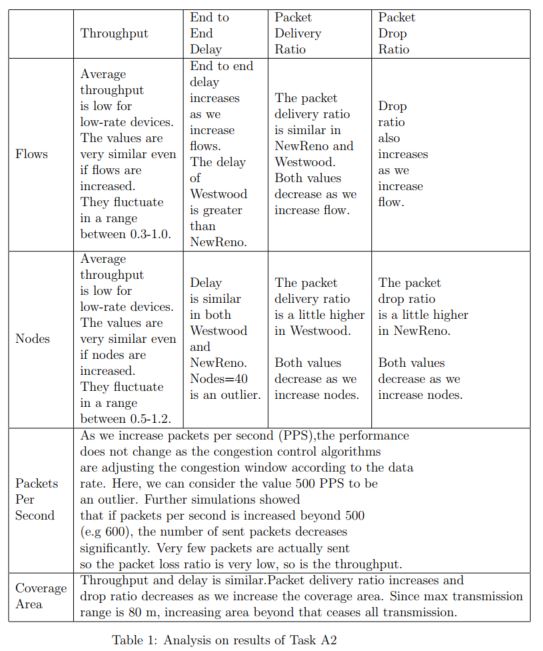 Throughput
End to
End
Delay
Packet
Delivery
Ratio
Packet
Drop
Ratio
Flows
Average
throughput
is low for
low-rate devices.
The values are
very similar even
if flows are
increased.
They fluctuate
in a range
between 0.3-1.0.
End to end
delay
increases
as we
increase
flows.
The delay
of
Westwood
is greater
than
NewReno.
The packet
delivery ratio
is similar in
NewReno and
Westwood.
Both values
decrease as we
increase flow.
Drop
ratio
also
increases
as we
increase
flow.
Nodes
Average
throughput
is low for
low-rate devices.
The values are
very similar even
if nodes are
increased.
They fluctuate
in a range
between 0.5-1.2.
Delay
is similar
in both
Westwood
and
NewReno.
Nodes=40
is an outlier.
The packet
delivery ratio
is a little higher
in Westwood.
Both values
decrease as we
increase nodes.
The packet
drop ratio
is a little higher
in NewReno.
Both values
decrease as we
increase nodes.
Packets
Per
Second
As we increase packets per second (PPS),the performance
does not change as the congestion control algorithms
are adjusting the congestion window according to the data
rate. Here, we can consider the value 500 PPS to be
an outlier. Further simulations showed
that if packets per second is increased beyond 500
(e.g 600), the number of sent packets decreases
significantly. Very few packets are actually sent
so the packet loss ratio is very low, so is the throughput.
Coverage
Area
Throughput and delay is similar.Packet delivery ratio increases and
drop ratio decreases as we increase the coverage area. Since max transmission
range is 80 m, increasing area beyond that ceases all transmission.
Table 1: Analysis on results of Task A2